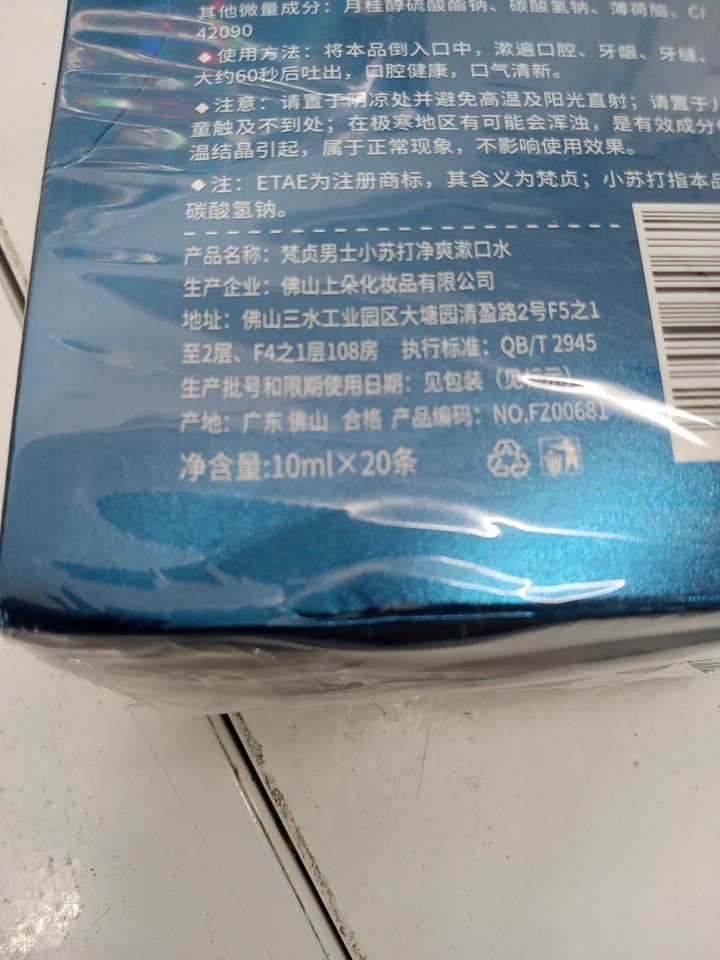 其他微量成分：月桂醇硫酸酯钠、碳酸氢钠、薄荷脑、CI
42090
◆使用方法：将本品倒入口中，漱遍口腔、牙龈、牙缝、
大约60秒后吐出，口腔健康，口气清新。
◆注意：请置于阴凉处并避免高温及阳光直射；请置于儿
童触及不到处；在极寒地区有可能会浑浊，是有效成分低
温结晶引起，属于正常现象，不影响使用效果。
◆注：ETAE为注册商标，其含义为梵贞；小苏打指本品
碳酸氢钠。
产品名称：梵贞男士小苏打净爽漱口水
生产企业：佛山上朵化妆品有限公司
地址：佛山三水工业园区大塘园清盈路2号F5之1
至2层、F4之1层108房 执行标准：QB/T 2945
生产批号和限期使用日期：见包装（见标示）
产地：广东 佛山 合格 产品编码：NO.FZ00681
净含量:10ml×20条